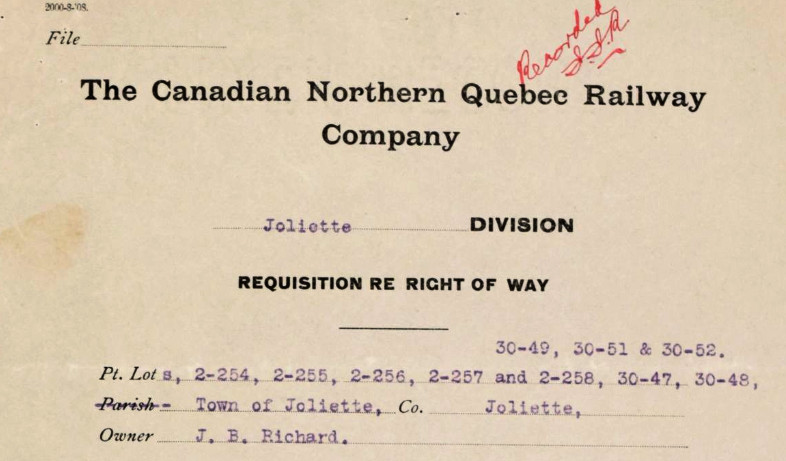 2000-8-'08.
File
Recorded
S.S.R.
The Canadian Northern Quebec Railway
Company
Joliette DIVISION
REQUISITION RE RIGHT OF WAY
30-49, 30-51 & 30-52.
Pt. Lots, 2-254, 2-255, 2-256, 2-257 and 2-258, 30-47, 30-48,
Parish - Town of Joliette, Co. Joliette,
Owner J. B. Richard.